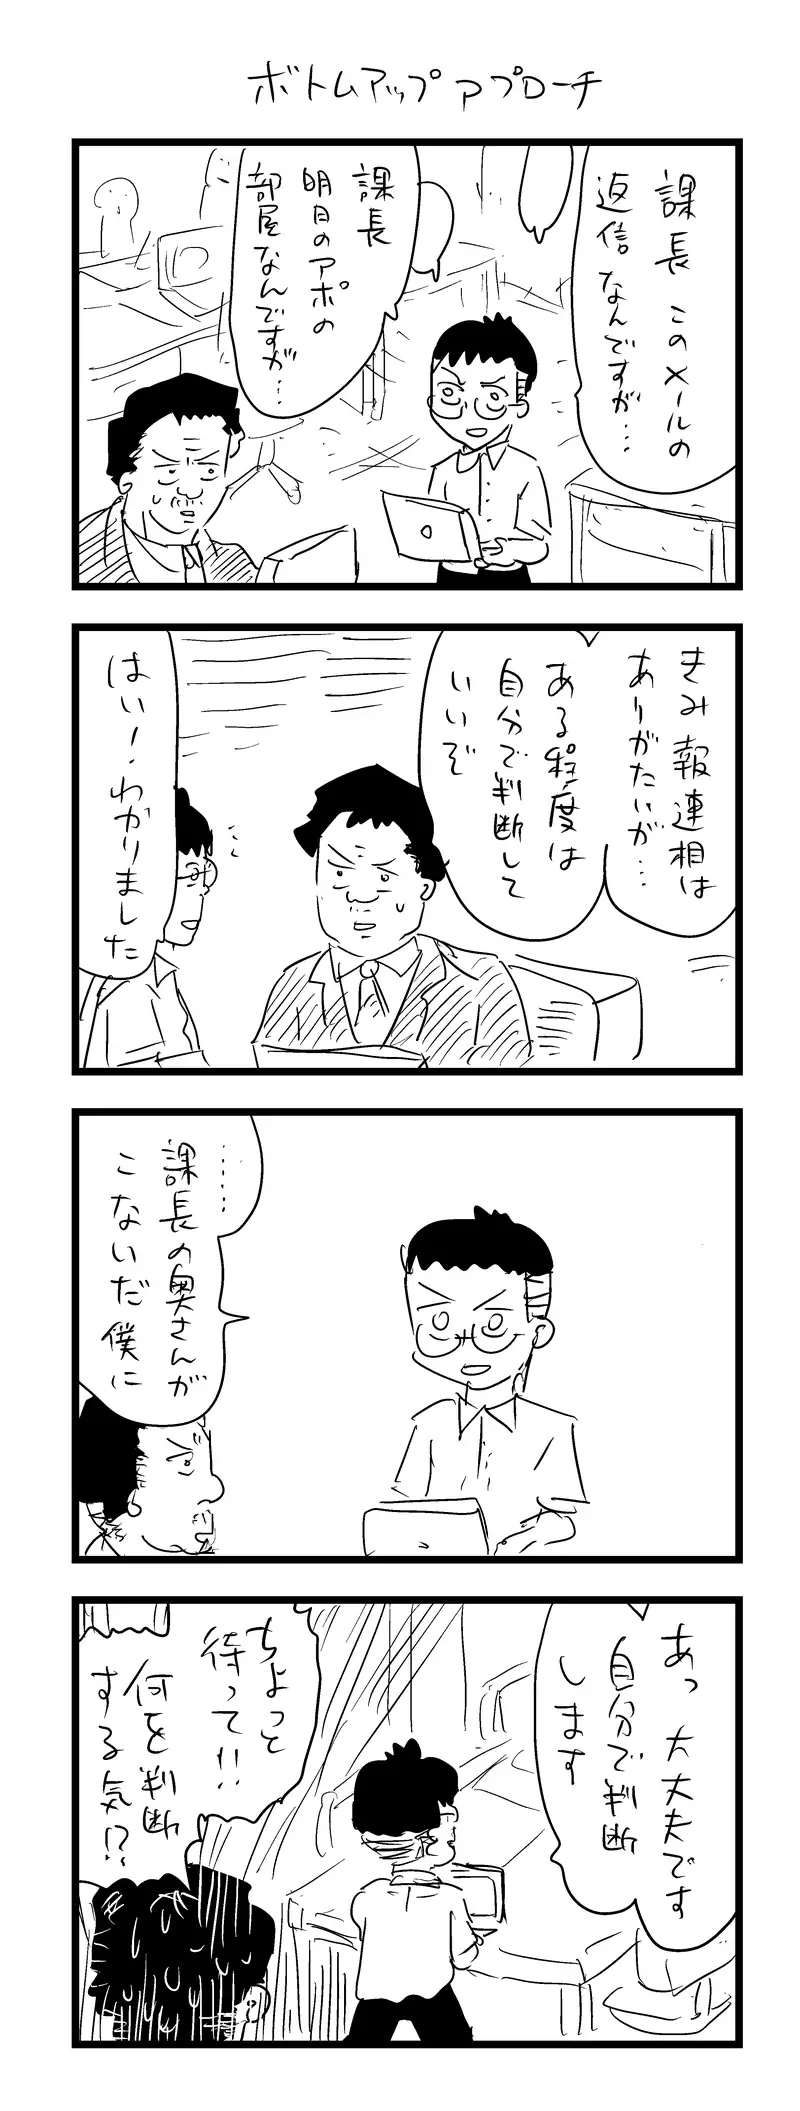 ボトムアップアプローチ
課長 このメールの
返信なんですが…
課長
明日のアポの
部屋なんですが…
きみ 報連相は
ありがたいが…
ある程度は
自分で判断して
いいぞ
はい！わかりました
……
課長の奥さんが
こないだ僕に
あっ 大丈夫です
自分で判断
します
ちょっと
待って!!
何を判断
する気!?